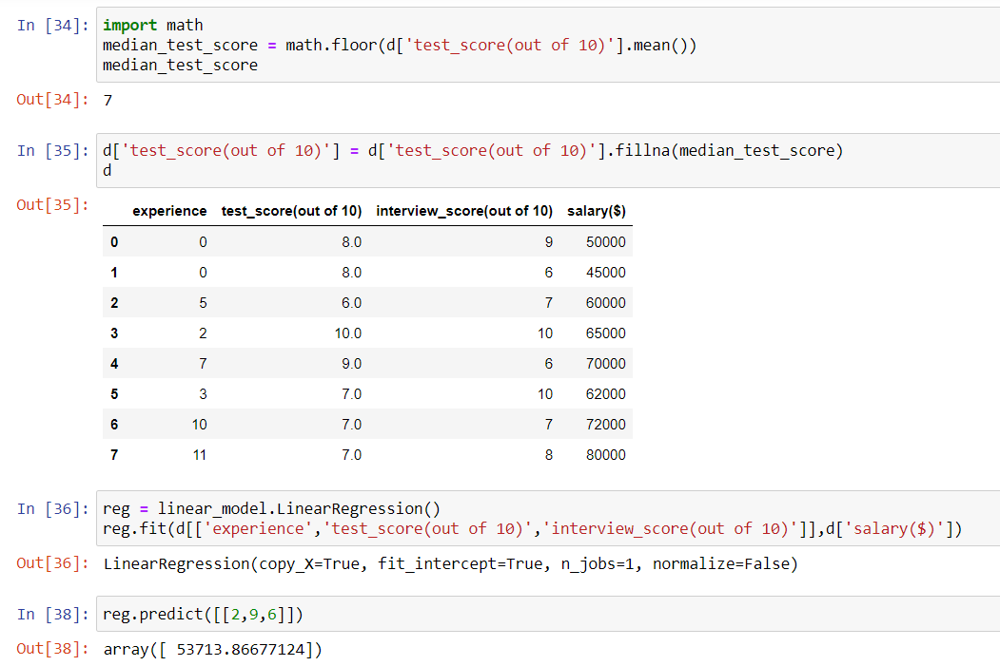 In [34]: import math
median_test_score = math.floor(d['test_score(out of 10)'].mean())
median_test_score
Out[34]: 7
In [35]: d['test_score(out of 10)'] = d['test_score(out of 10)'].fillna(median_test_score)
d
Out[35]:
experience test_score(out of 10) interview_score(out of 10) salary($)
0 0 8.0 9 50000
1 0 8.0 6 45000
2 5 6.0 7 60000
3 2 10.0 10 65000
4 7 9.0 6 70000
5 3 7.0 10 62000
6 10 7.0 7 72000
7 11 7.0 8 80000
In [36]: reg = linear_model.LinearRegression()
reg.fit(d[['experience','test_score(out of 10)','interview_score(out of 10)']],d['salary($)'])
Out[36]: LinearRegression(copy_X=True, fit_intercept=True, n_jobs=1, normalize=False)
In [38]: reg.predict([[2,9,6]])
Out[38]: array([ 53713.86677124])